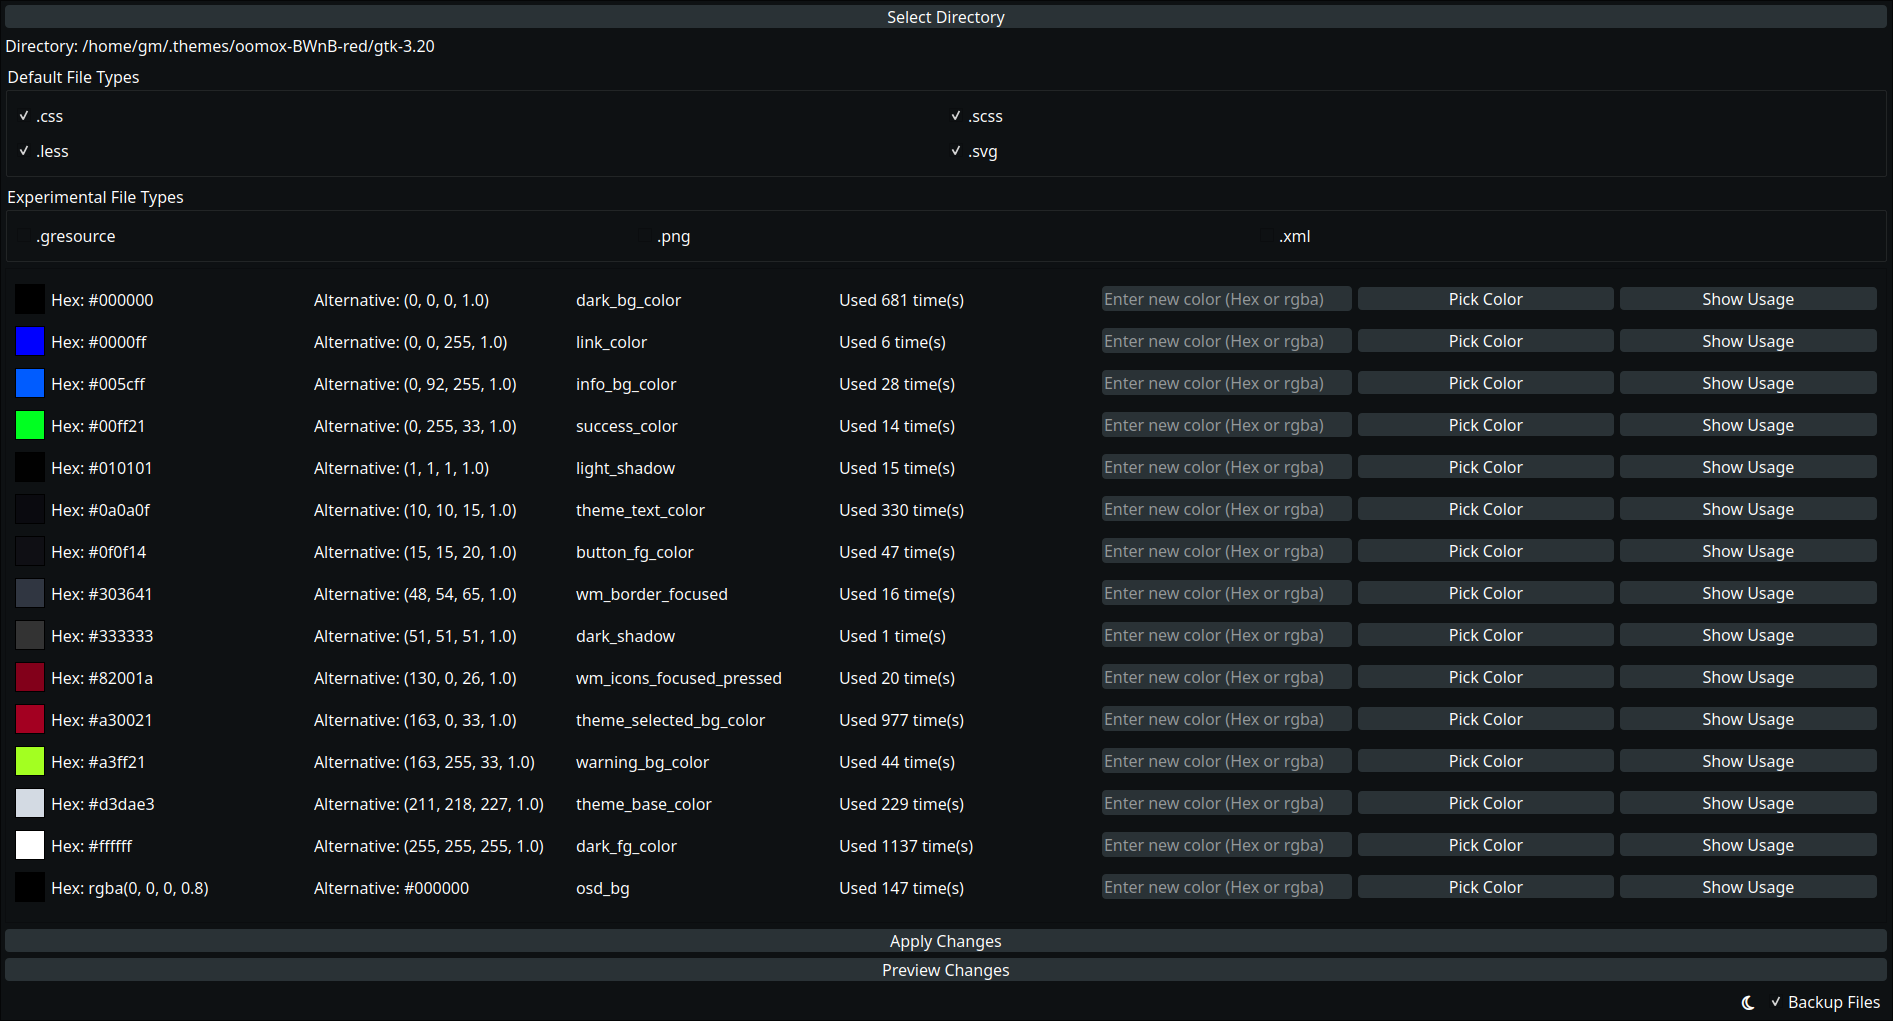 Select Directory
Directory: /home/gm/.themes/oomox-BWnB-red/gtk-3.20
Default File Types
.css .scss
.less .svg
Experimental File Types
.gresource .png .xml
Hex: #000000 Alternative: (0, 0, 0, 1.0) dark_bg_color Used 681 time(s) Enter new color (Hex or rgba) Pick Color Show Usage
Hex: #0000ff Alternative: (0, 0, 255, 1.0) link_color Used 6 time(s) Enter new color (Hex or rgba) Pick Color Show Usage
Hex: #005cff Alternative: (0, 92, 255, 1.0) info_bg_color Used 28 time(s) Enter new color (Hex or rgba) Pick Color Show Usage
Hex: #00ff21 Alternative: (0, 255, 33, 1.0) success_color Used 14 time(s) Enter new color (Hex or rgba) Pick Color Show Usage
Hex: #010101 Alternative: (1, 1, 1, 1.0) light_shadow Used 15 time(s) Enter new color (Hex or rgba) Pick Color Show Usage
Hex: #0a0a0f Alternative: (10, 10, 15, 1.0) theme_text_color Used 330 time(s) Enter new color (Hex or rgba) Pick Color Show Usage
Hex: #0f0f14 Alternative: (15, 15, 20, 1.0) button_fg_color Used 47 time(s) Enter new color (Hex or rgba) Pick Color Show Usage
Hex: #303641 Alternative: (48, 54, 65, 1.0) wm_border_focused Used 16 time(s) Enter new color (Hex or rgba) Pick Color Show Usage
Hex: #333333 Alternative: (51, 51, 51, 1.0) dark_shadow Used 1 time(s) Enter new color (Hex or rgba) Pick Color Show Usage
Hex: #82001a Alternative: (130, 0, 26, 1.0) wm_icons_focused_pressed Used 20 time(s) Enter new color (Hex or rgba) Pick Color Show Usage
Hex: #a30021 Alternative: (163, 0, 33, 1.0) theme_selected_bg_color Used 977 time(s) Enter new color (Hex or rgba) Pick Color Show Usage
Hex: #a3ff21 Alternative: (163, 255, 33, 1.0) warning_bg_color Used 44 time(s) Enter new color (Hex or rgba) Pick Color Show Usage
Hex: #d3dae3 Alternative: (211, 218, 227, 1.0) theme_base_color Used 229 time(s) Enter new color (Hex or rgba) Pick Color Show Usage
Hex: #ffffff Alternative: (255, 255, 255, 1.0) dark_fg_color Used 1137 time(s) Enter new color (Hex or rgba) Pick Color Show Usage
Hex: rgba(0, 0, 0, 0.8) Alternative: #000000 osd_bg Used 147 time(s) Enter new color (Hex or rgba) Pick Color Show Usage
Apply Changes
Preview Changes
Backup Files